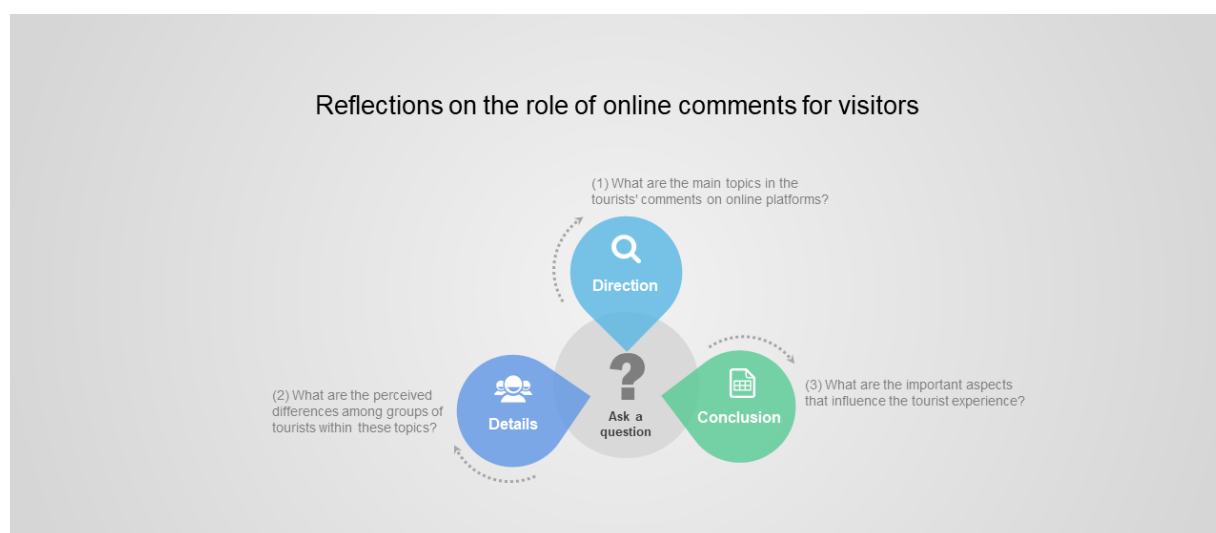 Reflections on the role of online comments for visitors
(1) What are the main topics in the
tourists' comments on online platforms?
Direction
(2) What are the perceived
differences among groups of
tourists within these topics?
Details
?
Ask a
question
Conclusion
(3) What are the important aspects
that influence the tourist experience?